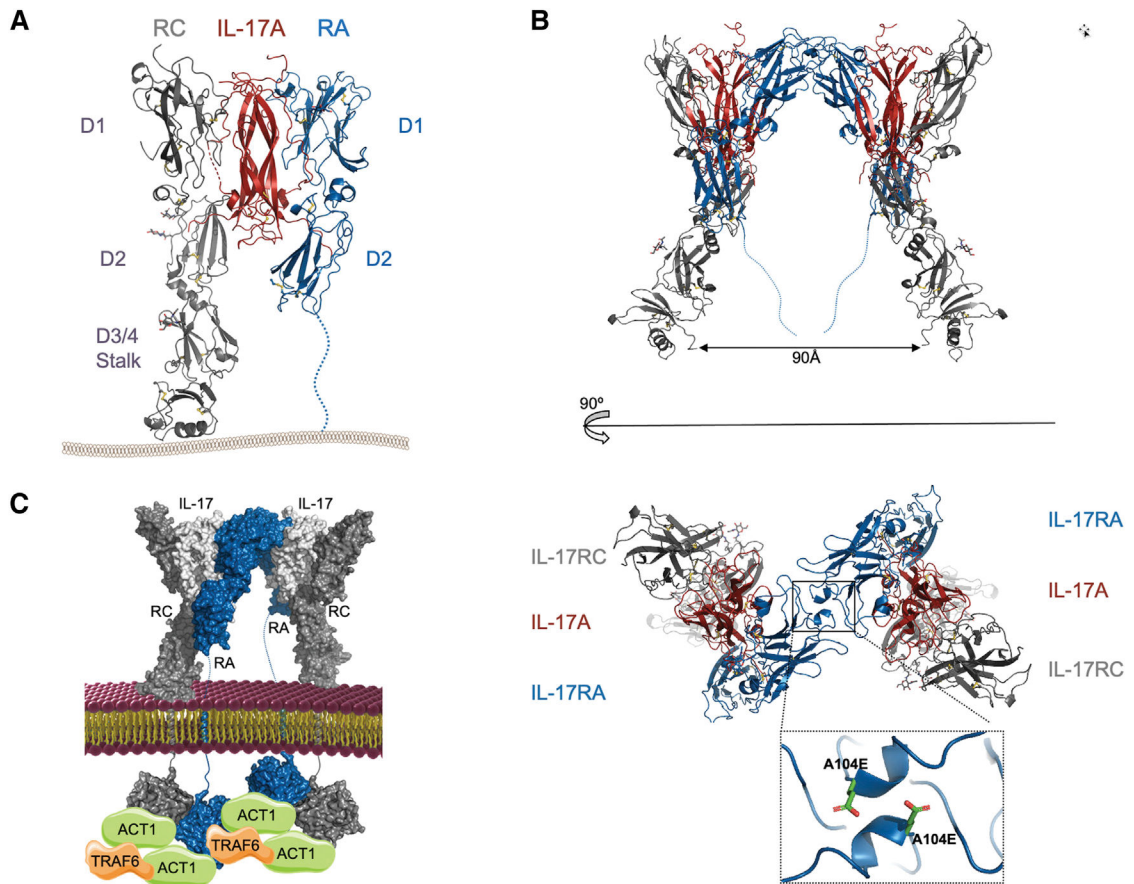 A
RC
IL-17A
RA
D1
D1
D2
D2
D3/4
Stalk
B
90Å
90º
C
IL-17
IL-17
RC
RC
RA
RA
ACT1
ACT1
TRAF6
TRAF6
ACT1
ACT1
IL-17RC
IL-17A
IL-17RA
IL-17RA
IL-17A
IL-17RC
A104E
A104E